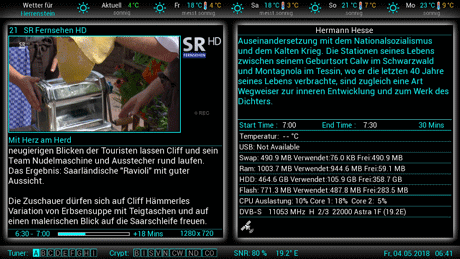 Wetter für
Herrenstein
Aktuell 4°C
sonnig
Fr 18°C 4°C
meist sonnig
Sa 18°C 3°C
meist sonnig
So 21°C 7°C
sonnig
Mo 23°C 9°C
sonnig
21 SR Fernsehen HD
SR HD
FERNSEHEN
REC
Mit Herz am Herd
neugierigen Blicken der Touristen lassen Cliff und sein
Team Nudelmaschine und Ausstecher rund laufen.
Das Ergebnis: Saarländische "Ravioli" mit guter
Aussicht.
Die Zuschauer dürfen sich auf Cliff Hämmerles
Variation von Erbsensuppe mit Teigtaschen und auf
einen malerischen Blick auf die Saarschleife freuen.
6:30 - 7:00 +18 Mins 1280 x 720
Hermann Hesse
Auseinandersetzung mit dem Nationalsozialismus
und dem Kalten Krieg. Die Stationen seines Lebens
zwischen seinem Geburtsort Calw im Schwarzwald
und Montagnola im Tessin, wo er die letzten 40 Jahre
seines Lebens verbrachte, sind zugleich eine Art
Wegweiser zur inneren Entwicklung und zum Werk des
Dichters.
Start Time : 7:00 End Time : 7:30 30 Mins
Temperatur: -- °C
USB: Not Available
Swap: 490.9 MB Verwendet:76.0 KB Frei:490.9 MB
Ram: 1003.7 MB Verwendet:944.6 MB Frei:59.1 MB
HDD: 464.6 GB Verwendet:105.9 GB Frei:358.7 GB
Flash: 771.3 MB Verwendet:487.8 MB Frei:283.5 MB
CPU Auslastung: 10% Core 1: 18% Core 2: 5%
DVB-S 11053 MHz H 2/3 22000 Astra 1F (19.2E)
Tuner: A B C D E F G H I Crypt: B I S V N CW ND CO SNR: 80 % 19.2° E Fr, 04.05 2018 - 06:41